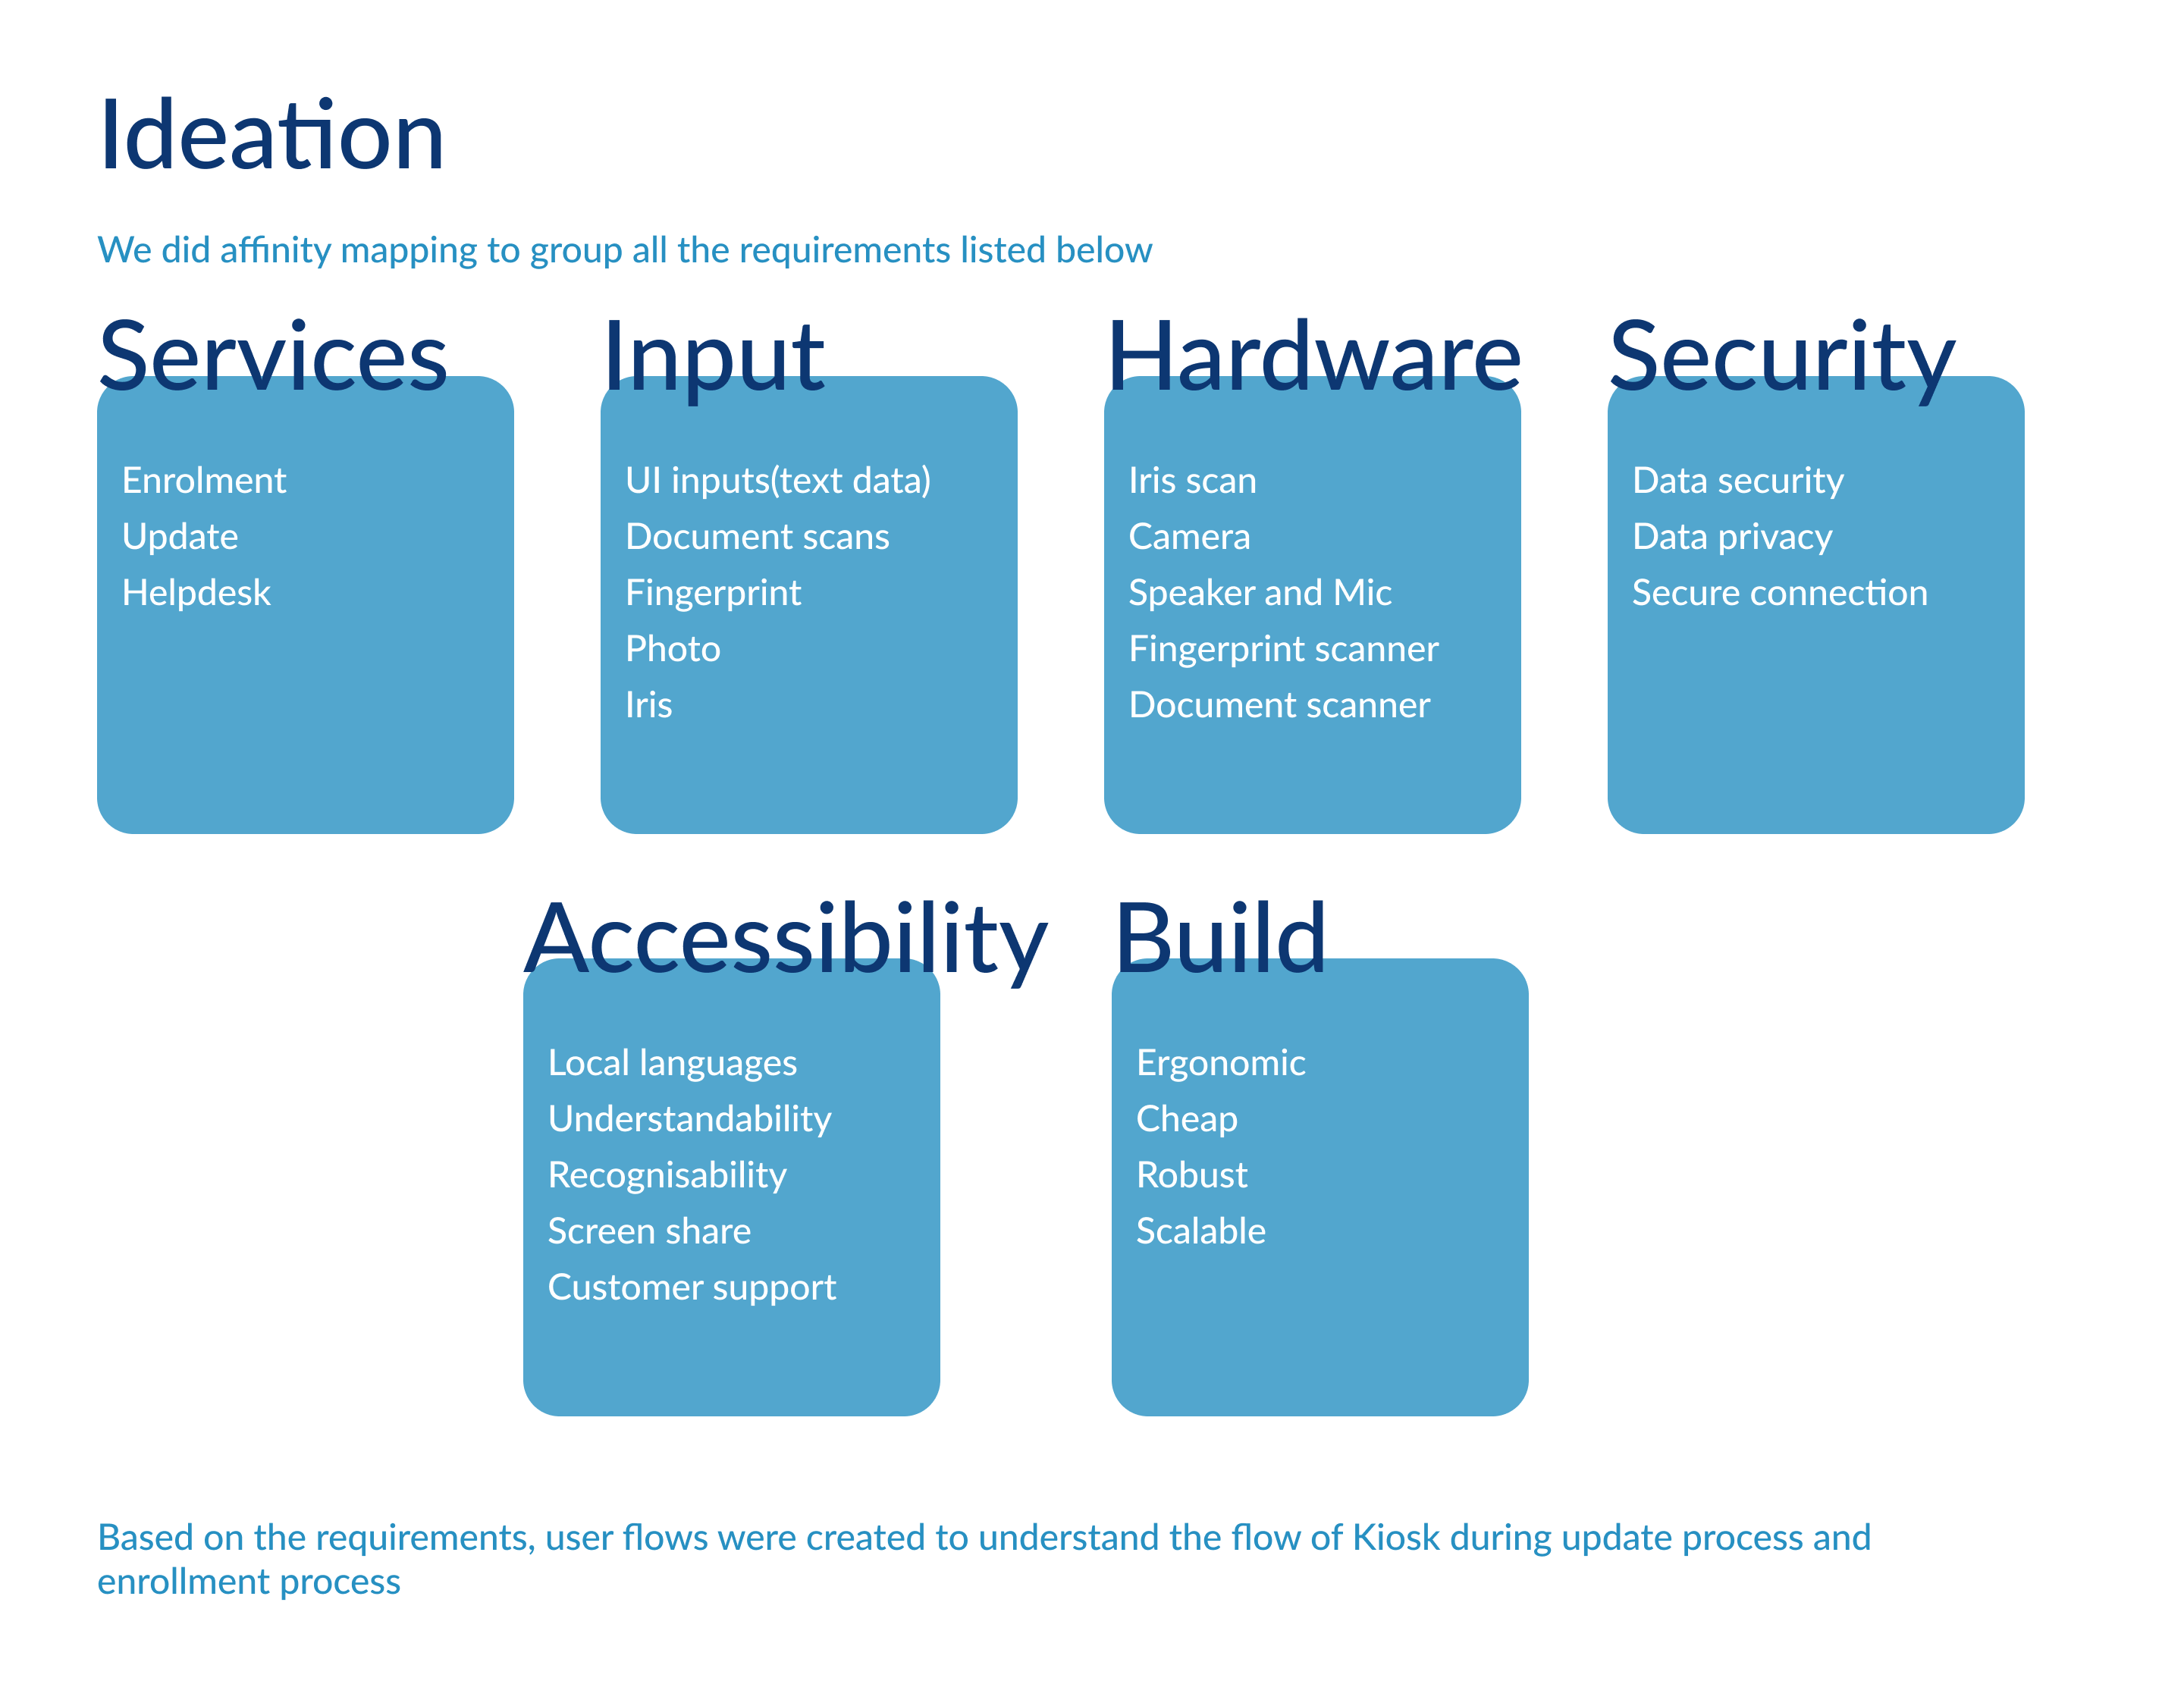 Ideation
We did affinity mapping to group all the requirements listed below
Services
Enrolment
Update
Helpdesk
Input
UI inputs(text data)
Document scans
Fingerprint
Photo
Iris
Hardware
Iris scan
Camera
Speaker and Mic
Fingerprint scanner
Document scanner
Security
Data security
Data privacy
Secure connection
Accessibility
Local languages
Understandability
Recognisability
Screen share
Customer support
Build
Ergonomic
Cheap
Robust
Scalable
Based on the requirements, user flows were created to understand the flow of Kiosk during update process and
enrollment process